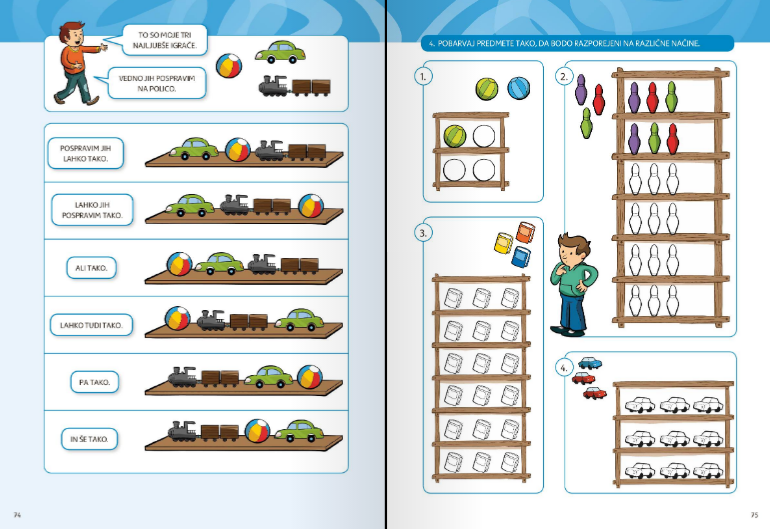 TO SO MOJE TRI
NAJLJUBŠE IGRAČE.
VEDNO JIH POSPRAVIM
NA POLICO.
POSPRAVIM JIH
LAHKO TAKO.
LAHKO JIH
POSPRAVIM TAKO.
ALI TAKO.
LAHKO TUDI TAKO.
PA TAKO.
IN ŠE TAKO.
74
4. POBARVAJ PREDMETE TAKO, DA BODO RAZPOREJENI NA RAZLIČNE NAČINE.
1.
2.
3.
4.
75